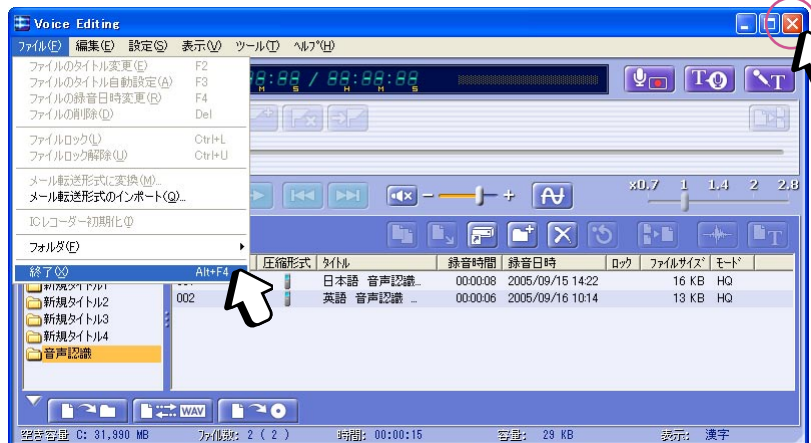 Voice Editing
ファイル(F) 編集(E) 設定(S) 表示(V) ツール(T) ヘルプ(H)
ファイルのタイトル変更(E) F2
ファイルのタイトル自動設定(A) F3
ファイルの録音日時変更(R) F4
ファイルの削除(D) Del
ファイルロック(L) Ctrl+L
ファイルロック解除(U) Ctrl+U
メール転送形式に変換(M)...
メール転送形式のインポート(Q)...
ICレコーダー初期化(I)
フォルダ(F)
終了(X) Alt+F4
88:88 / 88:88:88
M S H M S
T
T
x0.7 1 1.4 2 2.8
- +
T
圧縮形式 タイトル 録音時間 録音日時 ロック ファイルサイズ モード
日本語 音声認識... 00:00:08 2005/09/15 14:22 16 KB HQ
002 英語 音声認識 ... 00:00:06 2005/09/16 10:14 13 KB HQ
新規タイトル1
新規タイトル2
新規タイトル3
新規タイトル4
音声認識
WAV
空き容量 C: 31,990 MB ファイル数: 2 ( 2 ) 時間: 00:00:15 容量: 29 KB 表示: 漢字